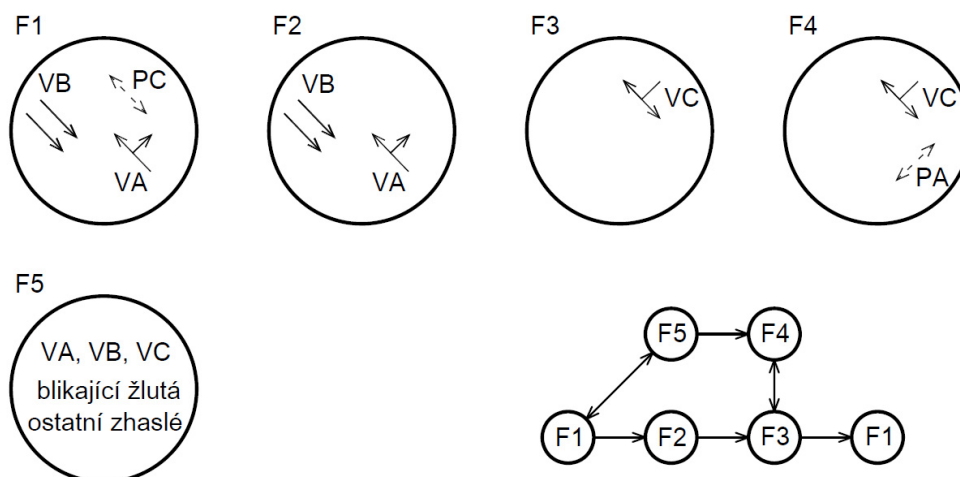 F1
F2
F3
F4
VB
PC
VA
VB
VA
VC
VC
PA
F5
VA, VB, VC
blikající žlutá
ostatní zhaslé
F5
F4
F1
F2
F3
F1